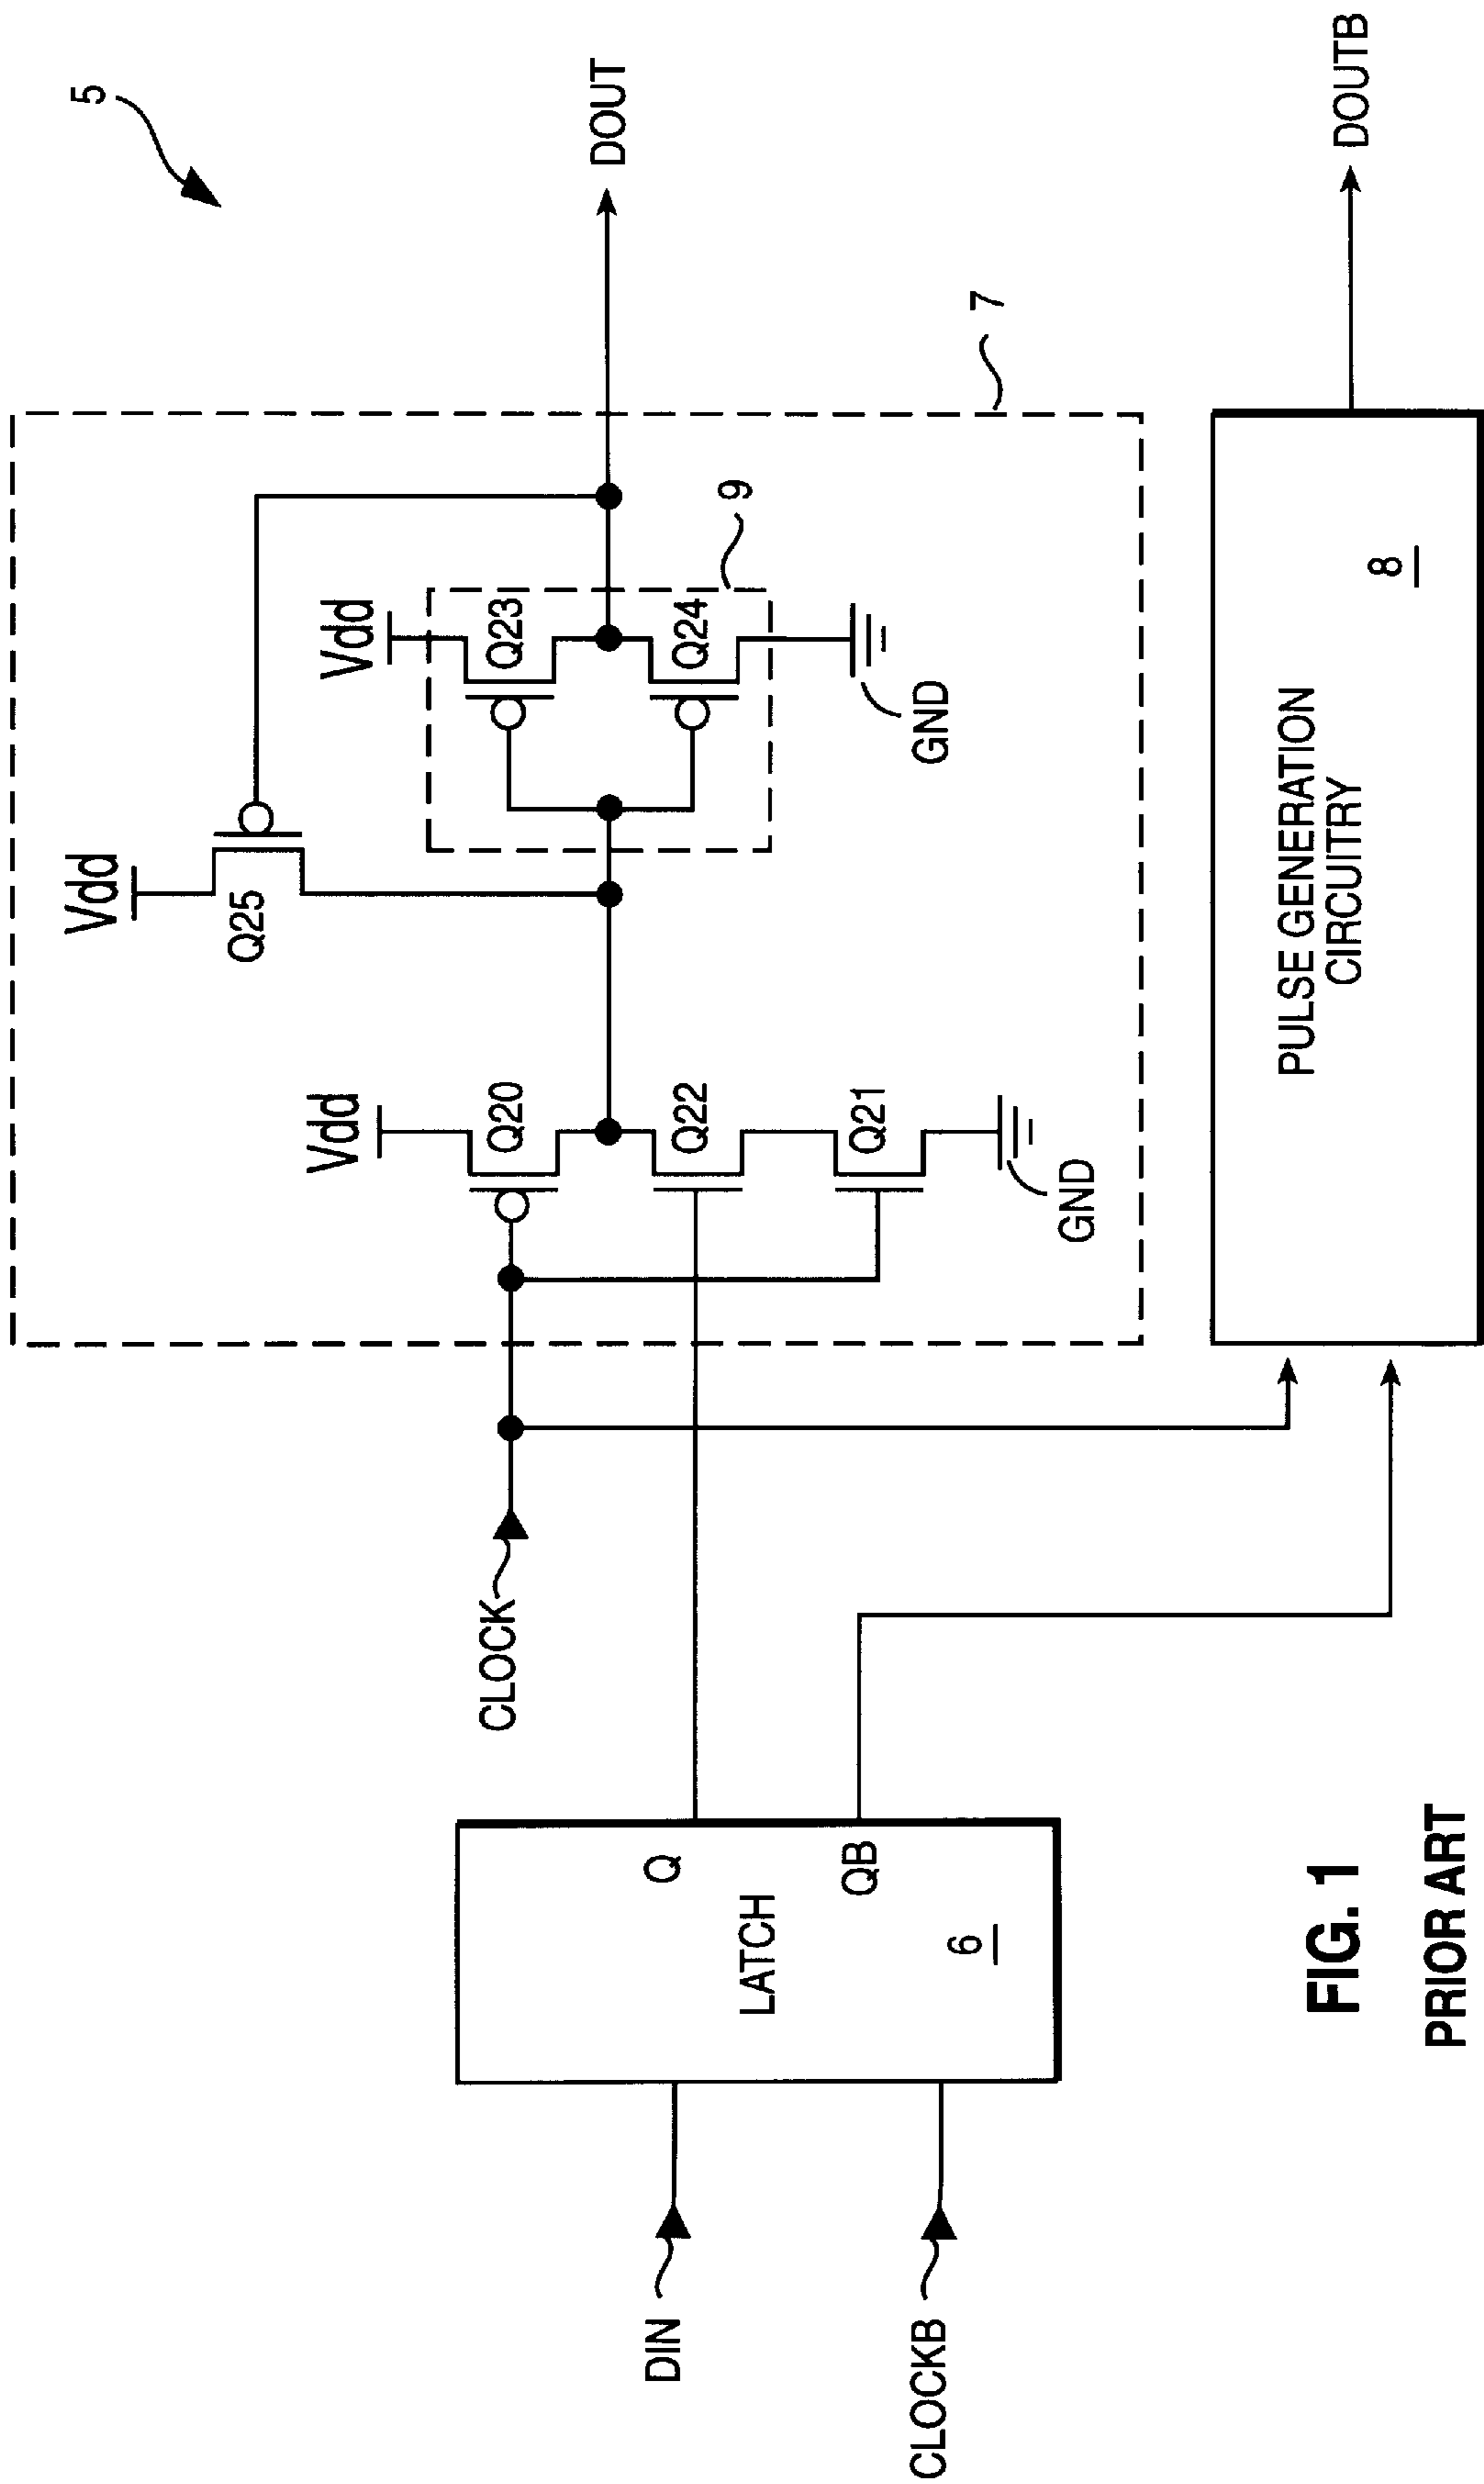 5
Vdd
Q25
Vdd
Q20
Q22
Q21
GND
Vdd
Q23
Q24
GND
9
7
DOUT
CLOCK
DIN
CLOCKB
Q
QB
LATCH
6
PULSE GENERATION
CIRCUITRY
8
DOUTB
FIG. 1
PRIOR ART